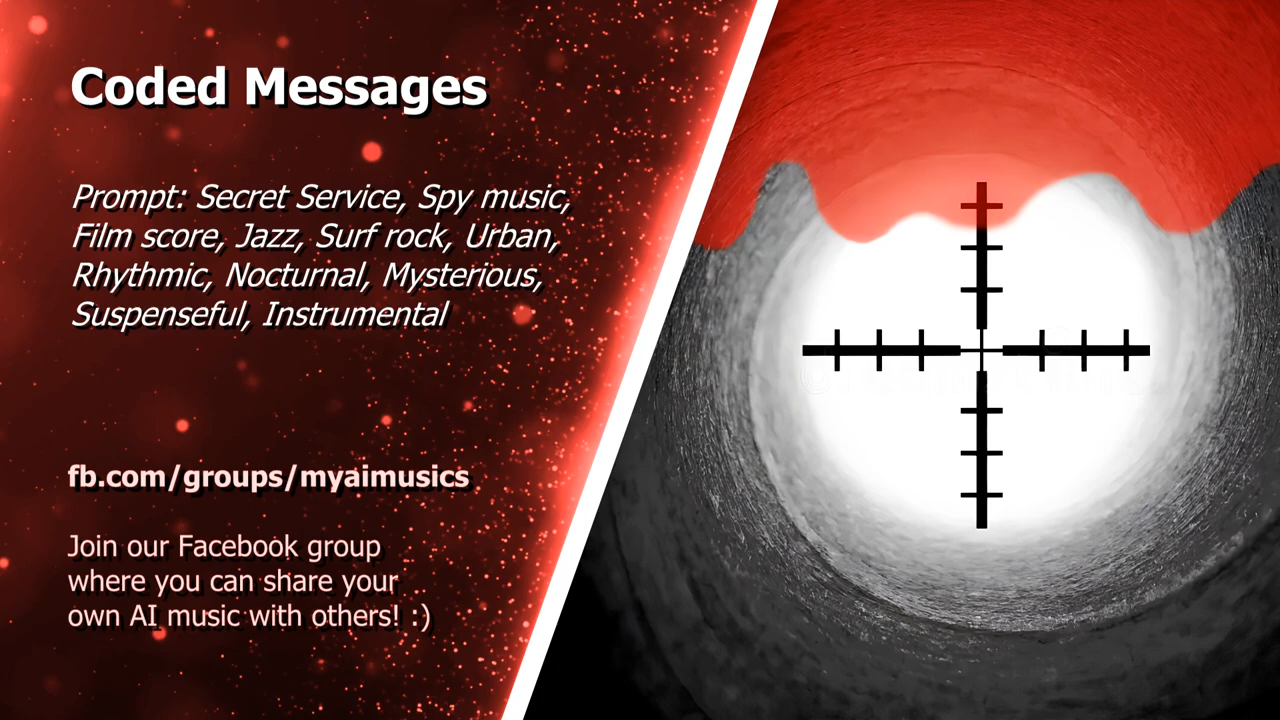 Coded Messages
Prompt: Secret Service, Spy music,
Film score, Jazz, Surf rock, Urban,
Rhythmic, Nocturnal, Mysterious,
Suspenseful, Instrumental
fb.com/groups/myaimusics
Join our Facebook group
where you can share your
own AI music with others! :)